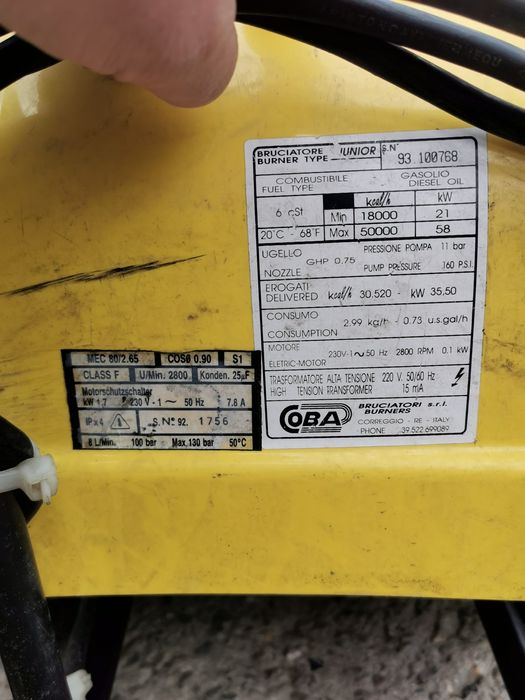 BRUCIATORE JUNIOR S.N°
BURNER TYPE 93 100768
COMBUSTIBILE GASOLIO
FUEL TYPE DIESEL OIL
6 cSt kcal/h kW
Min 18000 21
20°C - 68°F Max 50000 58
UGELLO GHP 0.75 PRESSIONE POMPA 11 bar
NOZZLE PUMP PRESSURE 160 P.S.I.
EROGATI
DELIVERED kcal/h 30.520 - kW 35,50
CONSUMO
CONSUMPTION 2.99 kg/h - 0.73 u.s.gal/h
MOTORE
ELETRIC-MOTOR 230V-1~50 Hz 2800 RPM 0.1 kW
TRASFORMATORE ALTA TENSIONE 220 V. 50/60 Hz
HIGH TENSION TRANSFORMER 15 mA
COBA
BRUCIATORI s.r.l.
BURNERS
CORREGGIO - RE - ITALY
PHONE 39 522 699089
MEC 80/2.65 COSØ 0.90 S1
CLASS F U/Min. 2800 Konden. 25µF
Motorschutzschalter
kW 1,7 230 V - 1 ~ 50 Hz 7.8 A
IP x 4 S.N° 92. 1756
8 L/Min. 100 bar Max.130 bar 50°C